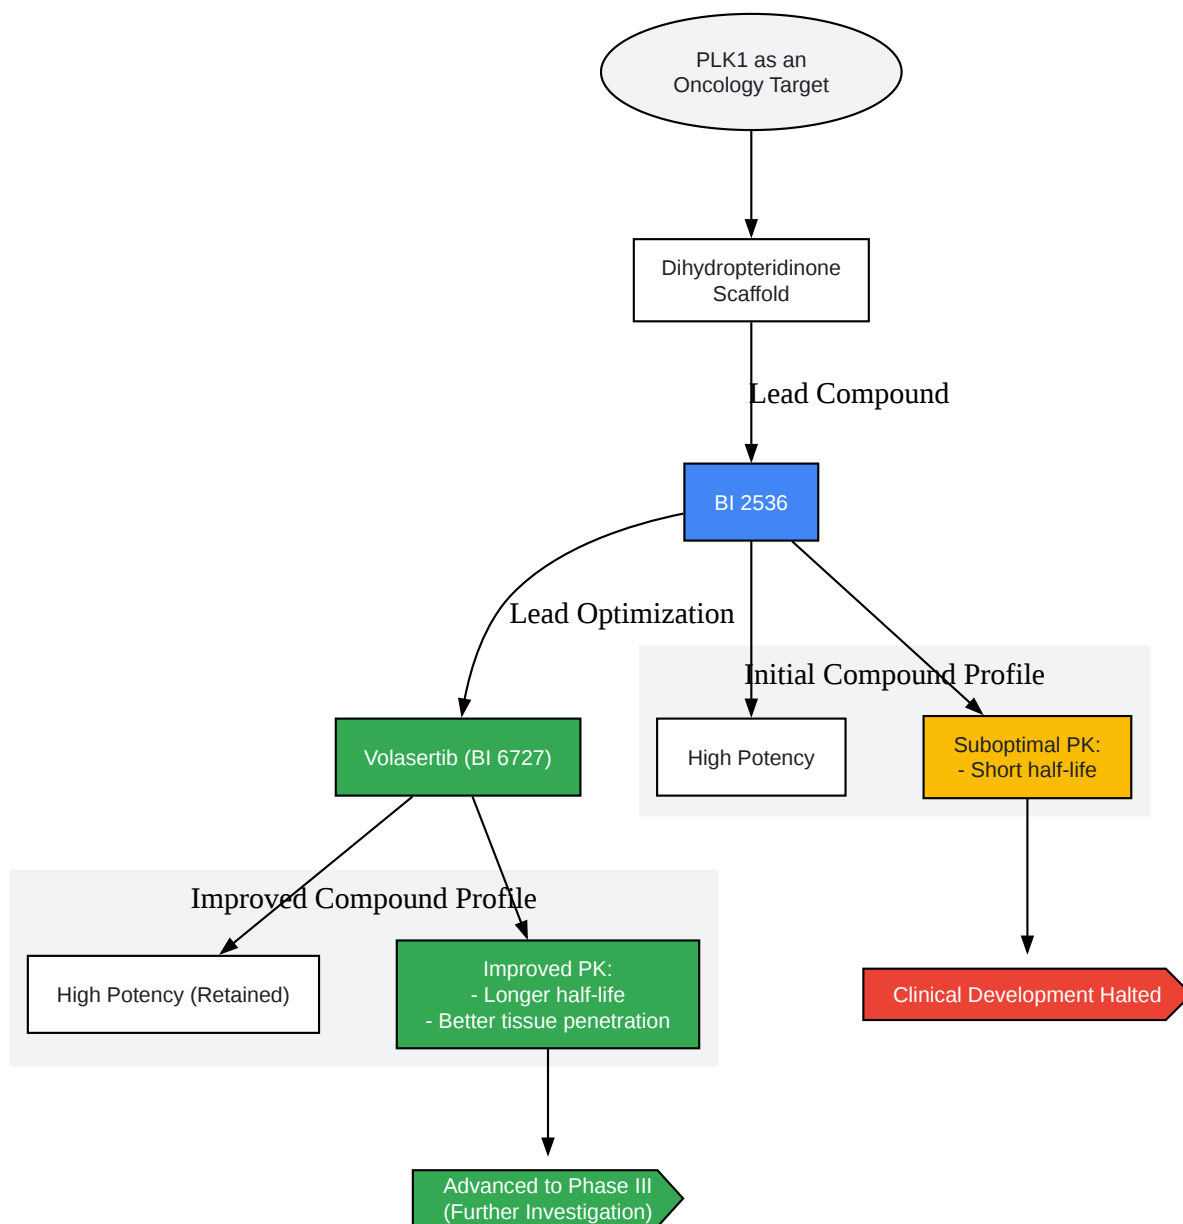 PLK1 as an
Oncology Target
Dihydropteridinone
Scaffold
Lead Compound
BI 2536
Lead Optimization
Initial Compound Profile
High Potency
Suboptimal PK:
- Short half-life
Volasertib (BI 6727)
Improved Compound Profile
High Potency (Retained)
Improved PK:
- Longer half-life
- Better tissue penetration
Clinical Development Halted
Advanced to Phase III
(Further Investigation)